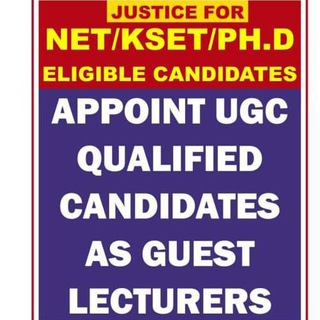 JUSTICE FOR
NET/KSET/PH.D
ELIGIBLE CANDIDATES
APPOINT UGC
QUALIFIED
CANDIDATES
AS GUEST
LECTURERS